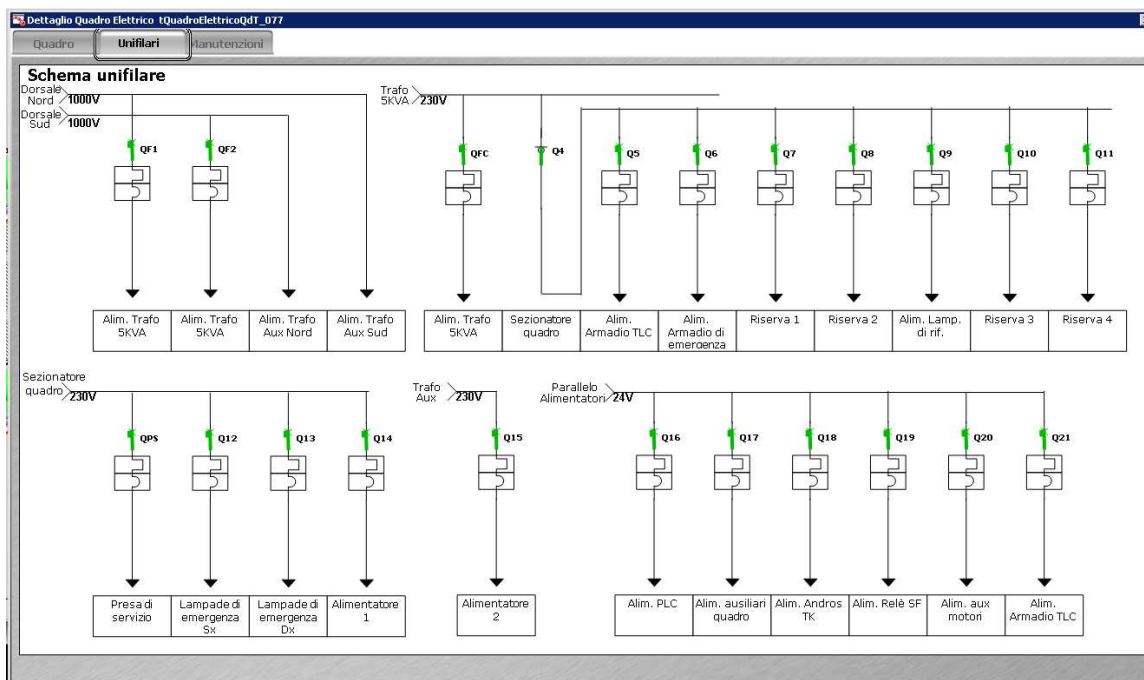 Dettaglio Quadro Elettrico tQuadroElettricoQdT_077
Quadro
Unifilari
Manutenzioni
Schema unifilare
Dorsale
Nord
1000V
Dorsale
Sud
1000V
QF1
QF2
Alim. Trafo
5KVA
Alim. Trafo
5KVA
Alim. Trafo
Aux Nord
Alim. Trafo
Aux Sud
Trafo
5KVA
230V
QFC
Q4
Q5
Q6
Q7
Q8
Q9
Q10
Q11
Alim. Trafo
5KVA
Sezionatore
quadro
Alim.
Armadio TLC
Alim.
Armadio di
emergenza
Riserva 1
Riserva 2
Alim. Lamp.
di rif.
Riserva 3
Riserva 4
Sezionatore
quadro
230V
QPS
Q12
Q13
Q14
Presa di
servizio
Lampade di
emergenza
Sx
Lampade di
emergenza
Dx
Alimentatore
1
Trafo
Aux
230V
Q15
Alimentatore
2
Parallelo
Alimentatori
24V
Q16
Q17
Q18
Q19
Q20
Q21
Alim. PLC
Alim. ausiliari
quadro
Alim. Andros
TK
Alim. Relè SF
Alim. aux
motori
Alim.
Armadio TLC